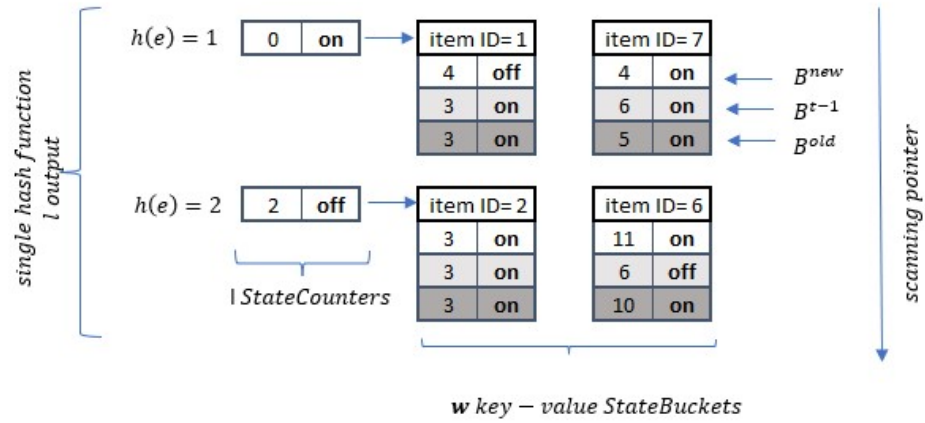 single hash function
l output
h(e) = 1
0 on
item ID= 1
4 off
3 on
3 on
item ID= 7
4 on
6 on
5 on
B^new
B^t−1
B^old
h(e) = 2
2 off
item ID= 2
3 on
3 on
3 on
item ID= 6
11 on
6 off
10 on
l StateCounters
w key − value StateBuckets
scanning pointer